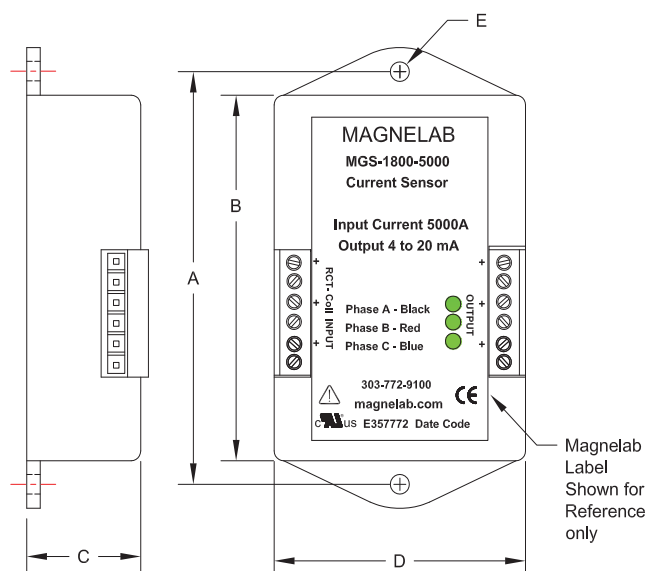 E
MAGNELAB
MGS-1800-5000
Current Sensor
B
Input Current 5000A
Output 4 to 20 mA
A
+ +
RCT- Coil INPUT
OUTPUT
+ +
Phase A - Black
Phase B - Red
Phase C - Blue
+ +
303-772-9100
magnelab.com
CE
c RU us E357772 Date Code
Magnelab
Label
Shown for
Reference
only
C
D